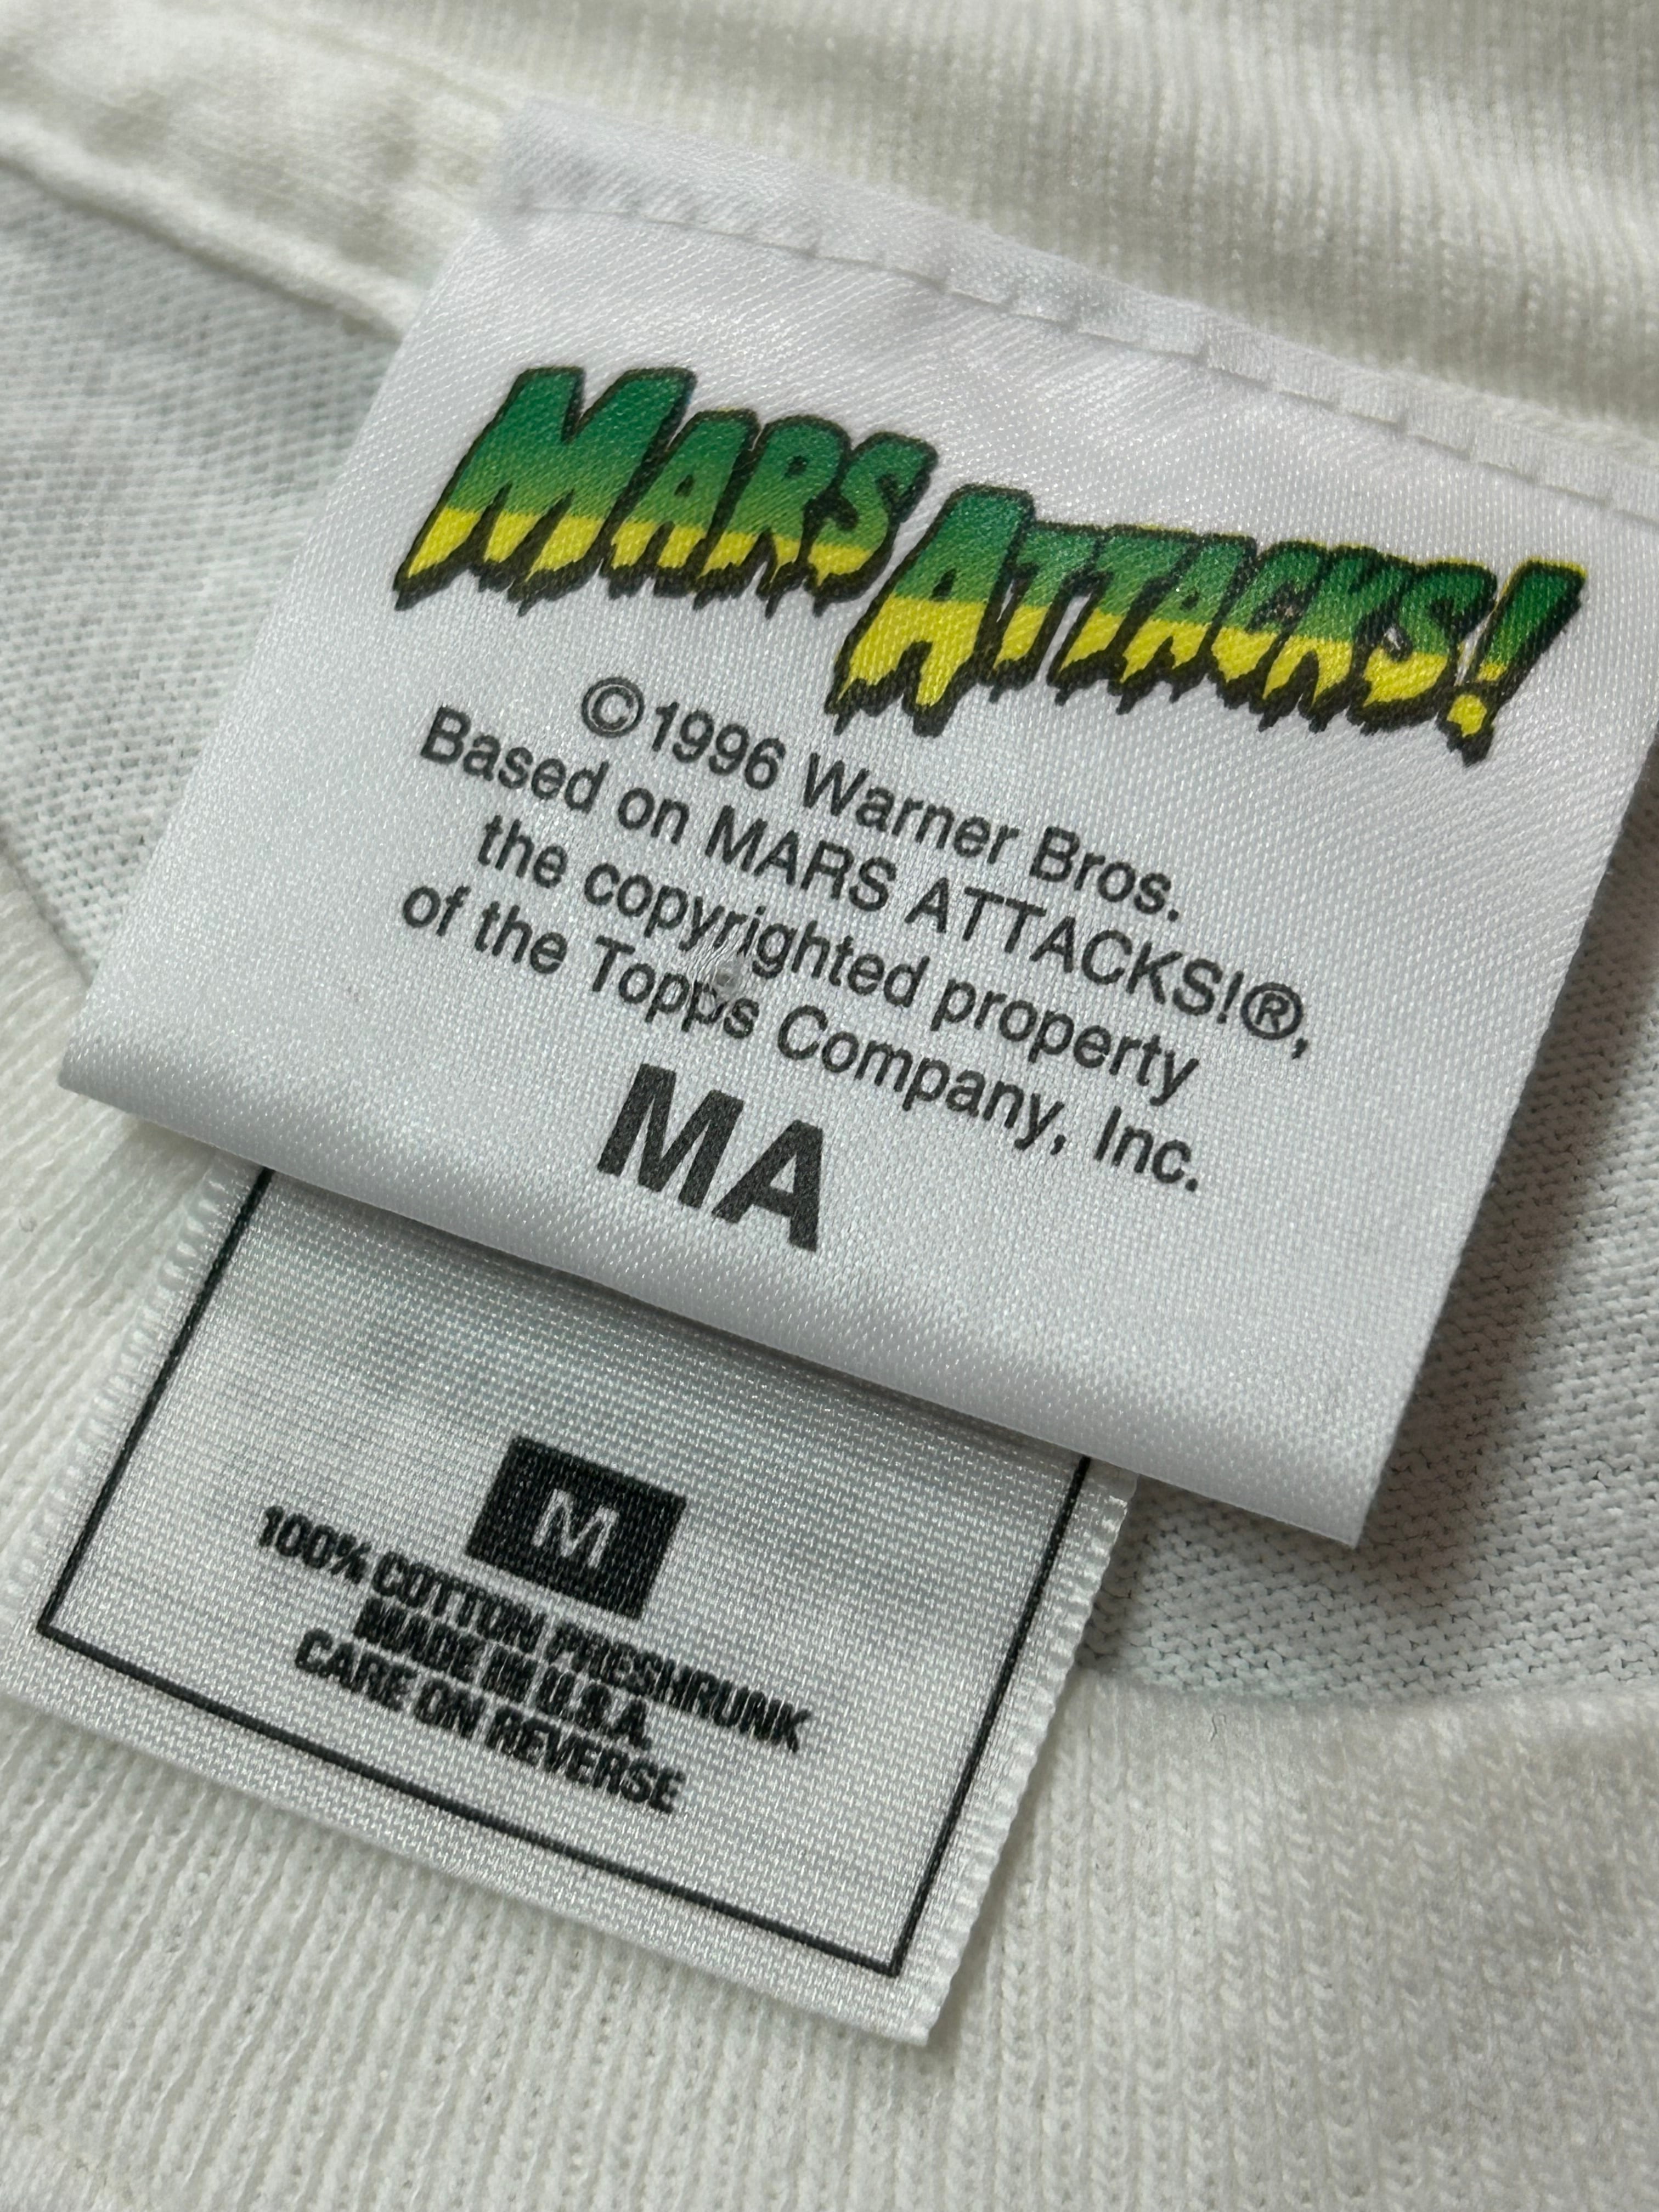 MARS ATTACKS!
©1996 Warner Bros.
Based on MARS ATTACKS!®,
the copyrighted property
of the Topps Company, Inc.
MA
M
100% COTTON PRESHRUNK
MADE IN U.S.A.
CARE ON REVERSE